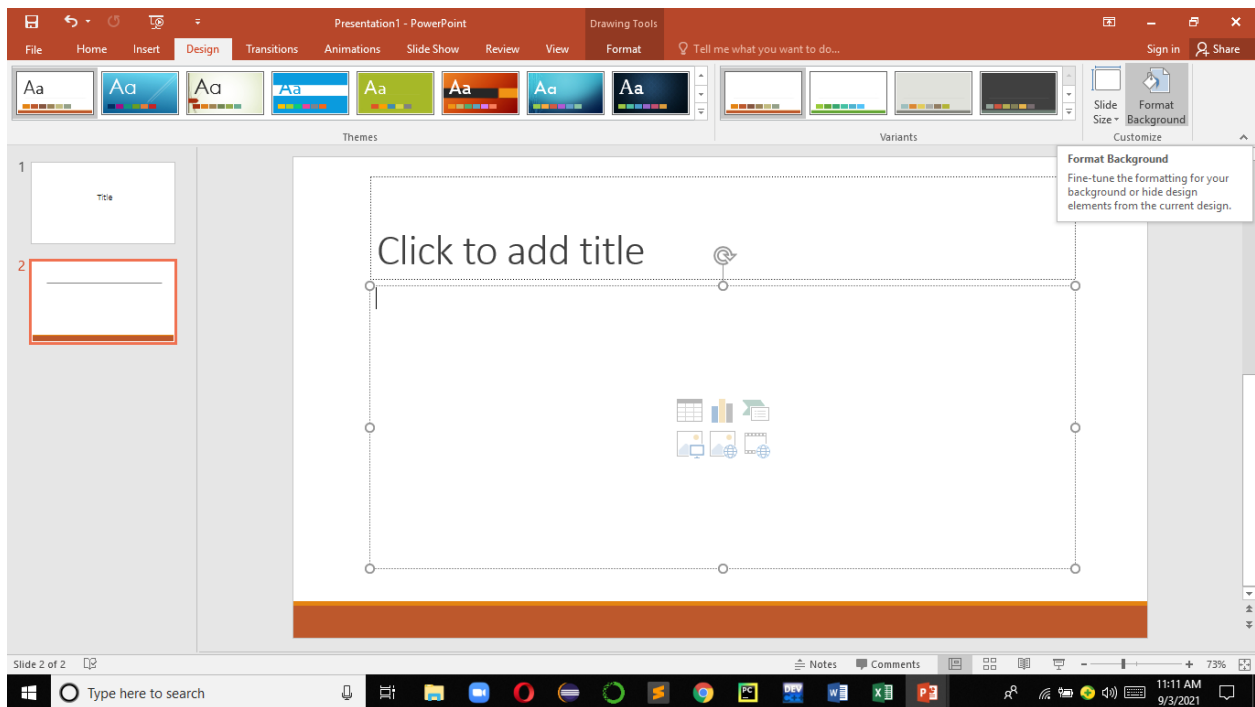 Presentation1 - PowerPoint
Drawing Tools
File Home Insert Design Transitions Animations Slide Show Review View Format Tell me what you want to do... Sign in Share
Aa Aa Aa Aa Aa Aa Aa Aa
Slide Size
Format Background
Themes Variants Customize
Format Background
Fine-tune the formatting for your
background or hide design
elements from the current design.
1
Title
2
Click to add title
Slide 2 of 2 Notes Comments 73%
Type here to search
PC
DEV
11:11 AM
9/3/2021